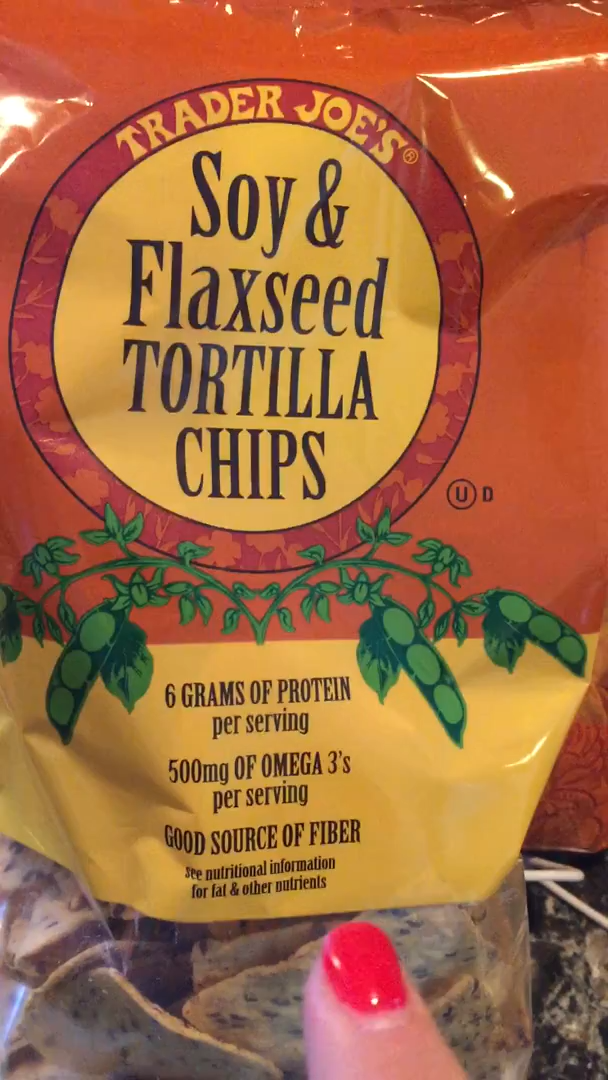 TRADER JOE'S®
Soy &
Flaxseed
TORTILLA
CHIPS
U D
6 GRAMS OF PROTEIN
per serving
500mg OF OMEGA 3's
per serving
GOOD SOURCE OF FIBER
see nutritional information
for fat & other nutrients